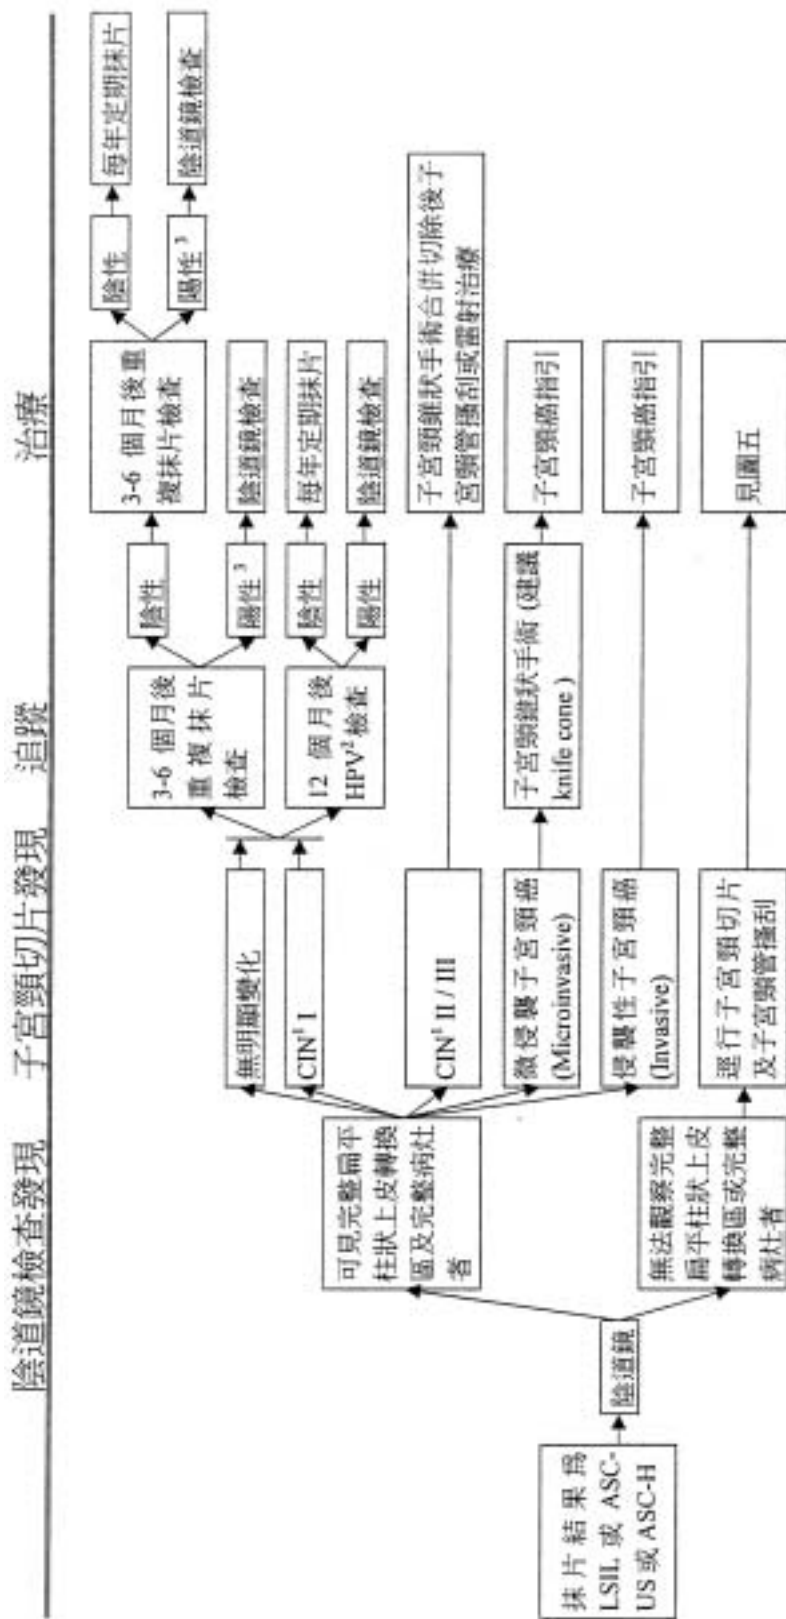 陰道鏡檢查發現
子宮頸切片發現
追蹤
治療
抹片結果為
LSIL 或 ASC-
US 或 ASC-H
陰道鏡
可見完整扁平
柱狀上皮轉換
區及完整病灶
者
無法觀察完整
扁平柱狀上皮
轉換區或完整
病灶者
無明顯變化
CIN¹ I
CIN¹ II / III
微侵襲子宮頸癌
(Microinvasive)
侵襲性子宮頸癌
(Invasive)
逕行子宮頸切片
及子宮頸管搔刮
3-6 個月後
重複抹片
檢查
12 個月後
HPV² 檢查
子宮頸錐狀手術 (建議
knife cone )
陰性
陽性 ³
陰性
陽性
3-6 個月後重
複抹片檢查
陰道鏡檢查
每年定期抹片
陰道鏡檢查
子宮頸錐狀手術合併切除後子
宮頸管搔刮或雷射治療
子宮頸癌指引
子宮頸癌指引
見圖五
陰性
陽性 ³
每年定期抹片
陰道鏡檢查